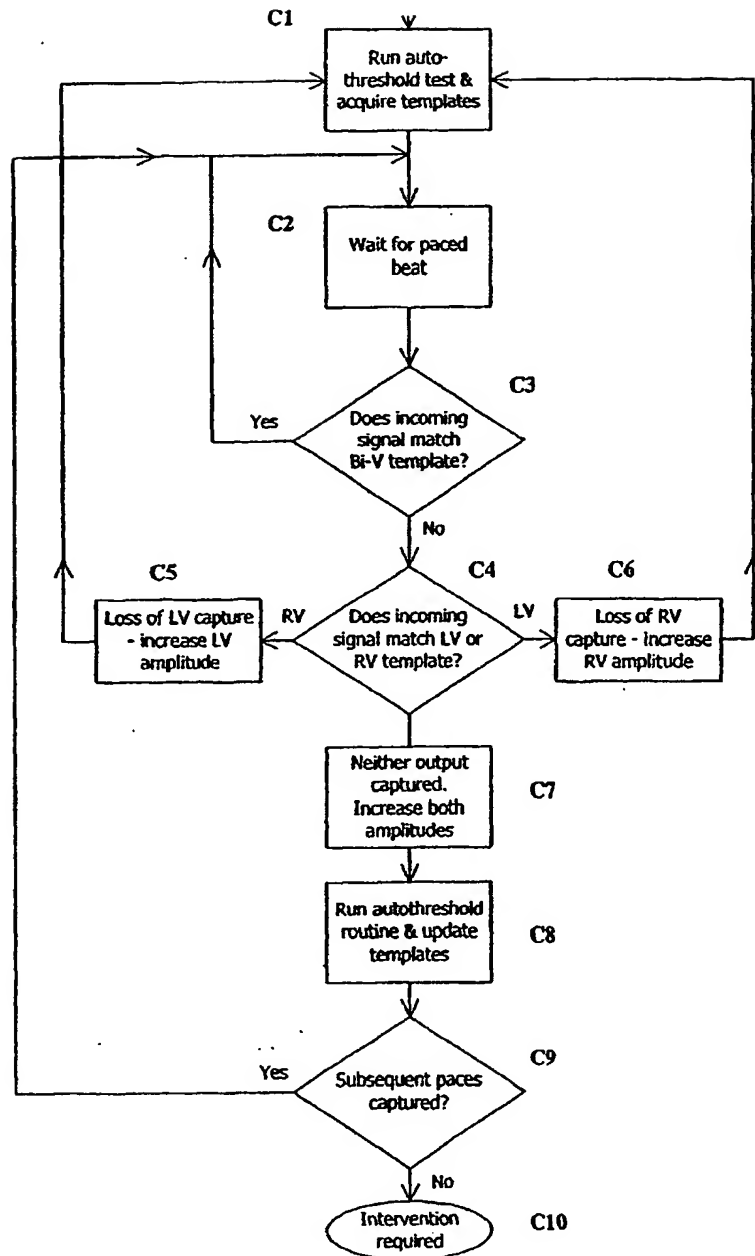 C1
Run auto-
threshold test &
acquire templates
C2
Wait for paced
beat
C3
Yes
Does incoming
signal match
Bi-V template?
No
C5
C4
C6
Loss of LV capture
- increase LV
amplitude
RV
Does incoming
signal match LV or
RV template?
LV
Loss of RV
capture - increase
RV amplitude
Neither output
captured.
Increase both
amplitudes
C7
Run autothreshold
routine & update
templates
C8
C9
Yes
Subsequent paces
captured?
No
Intervention
required
C10